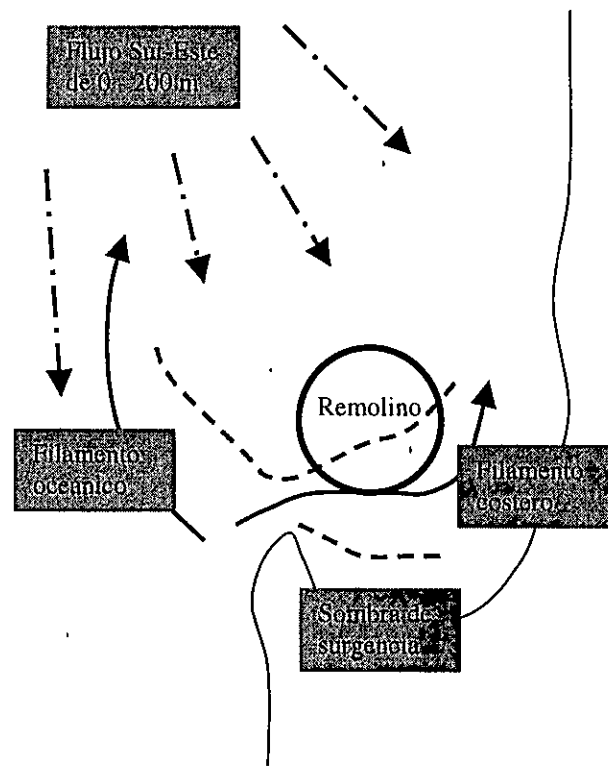 Flujo Sur-Este
de 0 - 200 m
Remolino
Filamento
oceánico
Filamento
costero
Sombra de
surgencia